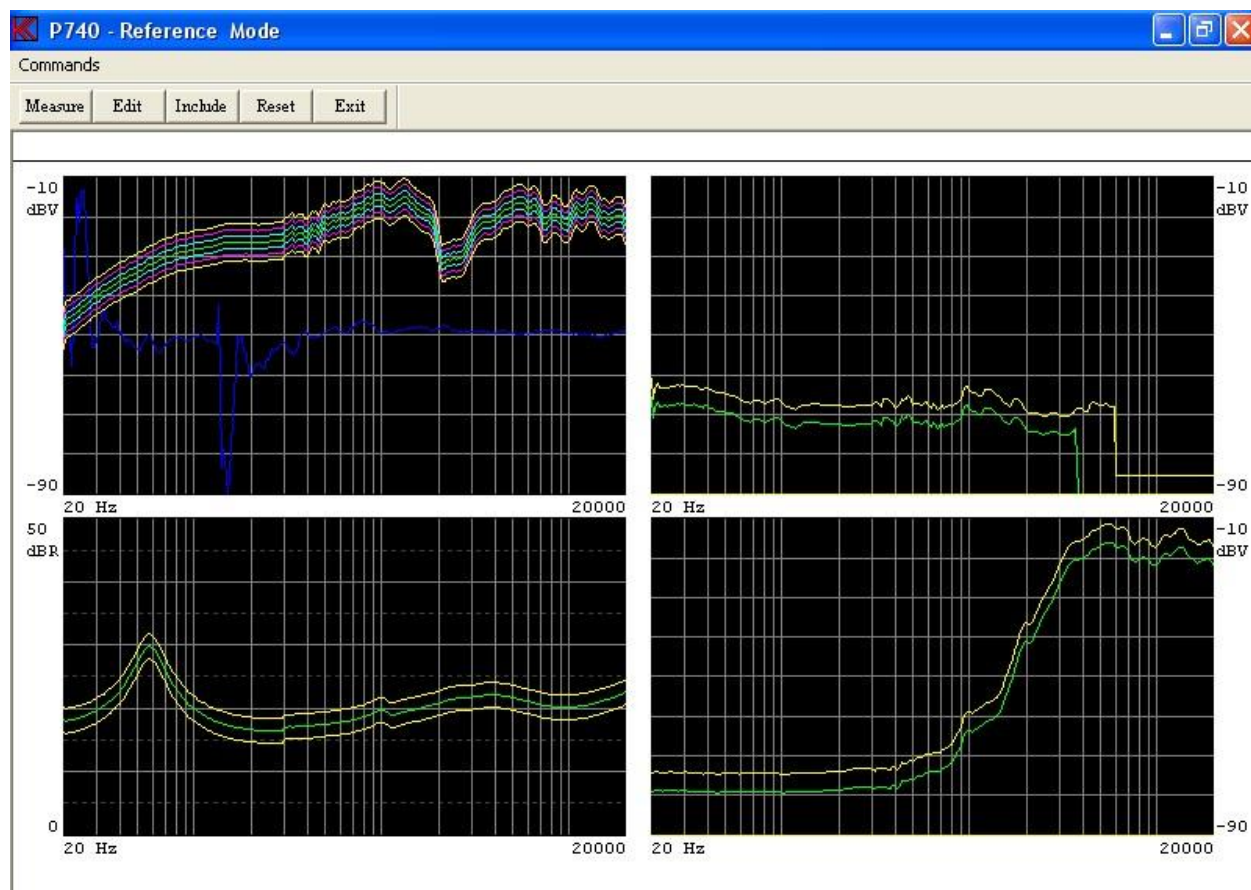 P740 - Reference Mode
Commands
Measure Edit Include Reset Exit
-10
dBV
-90
20 Hz 20000
-10
dBV
-90
20 Hz 20000
50
dBR
0
20 Hz 20000
-10
dBV
-90
20 Hz 20000